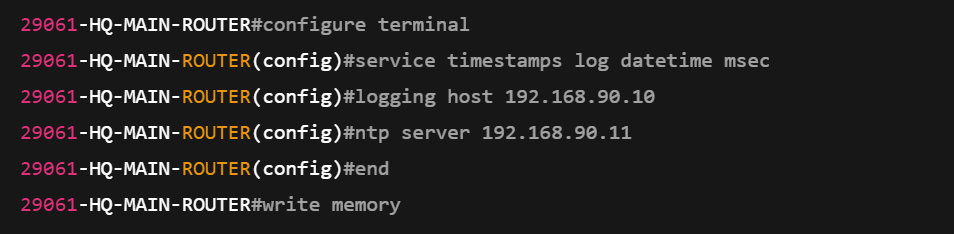 29061-HQ-MAIN-ROUTER#configure terminal
29061-HQ-MAIN-ROUTER(config)#service timestamps log datetime msec
29061-HQ-MAIN-ROUTER(config)#logging host 192.168.90.10
29061-HQ-MAIN-ROUTER(config)#ntp server 192.168.90.11
29061-HQ-MAIN-ROUTER(config)#end
29061-HQ-MAIN-ROUTER#write memory